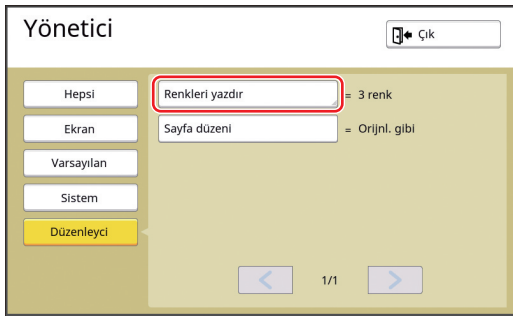 Yönetici
Çık
Hepsi
Renkleri yazdır = 3 renk
Ekran
Sayfa düzeni = Orijnl. gibi
Varsayılan
Sistem
Düzenleyci
1/1